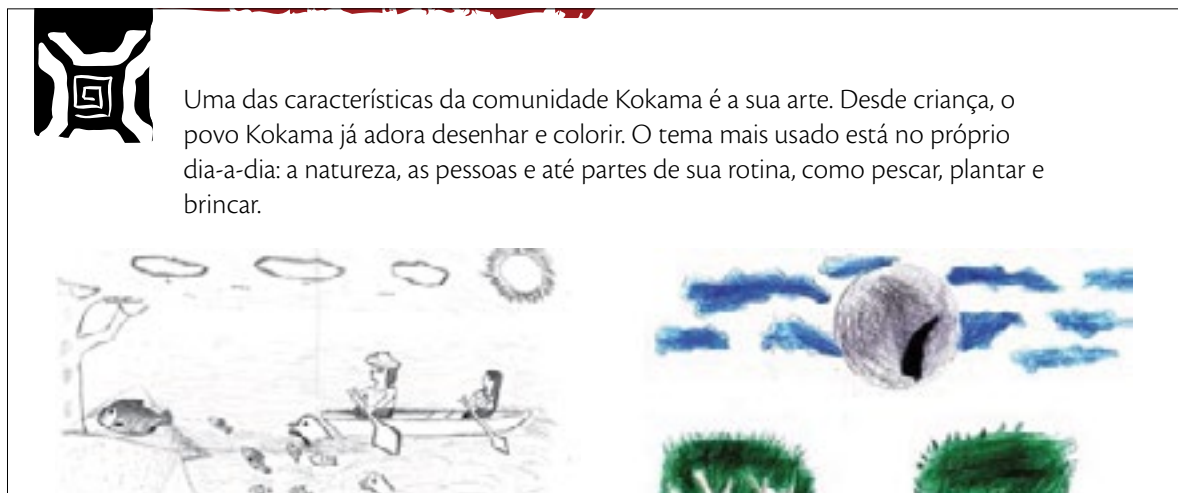 Uma das características da comunidade Kokama é a sua arte. Desde criança, o
povo Kokama já adora desenhar e colorir. O tema mais usado está no próprio
dia-a-dia: a natureza, as pessoas e até partes de sua rotina, como pescar, plantar e
brincar.